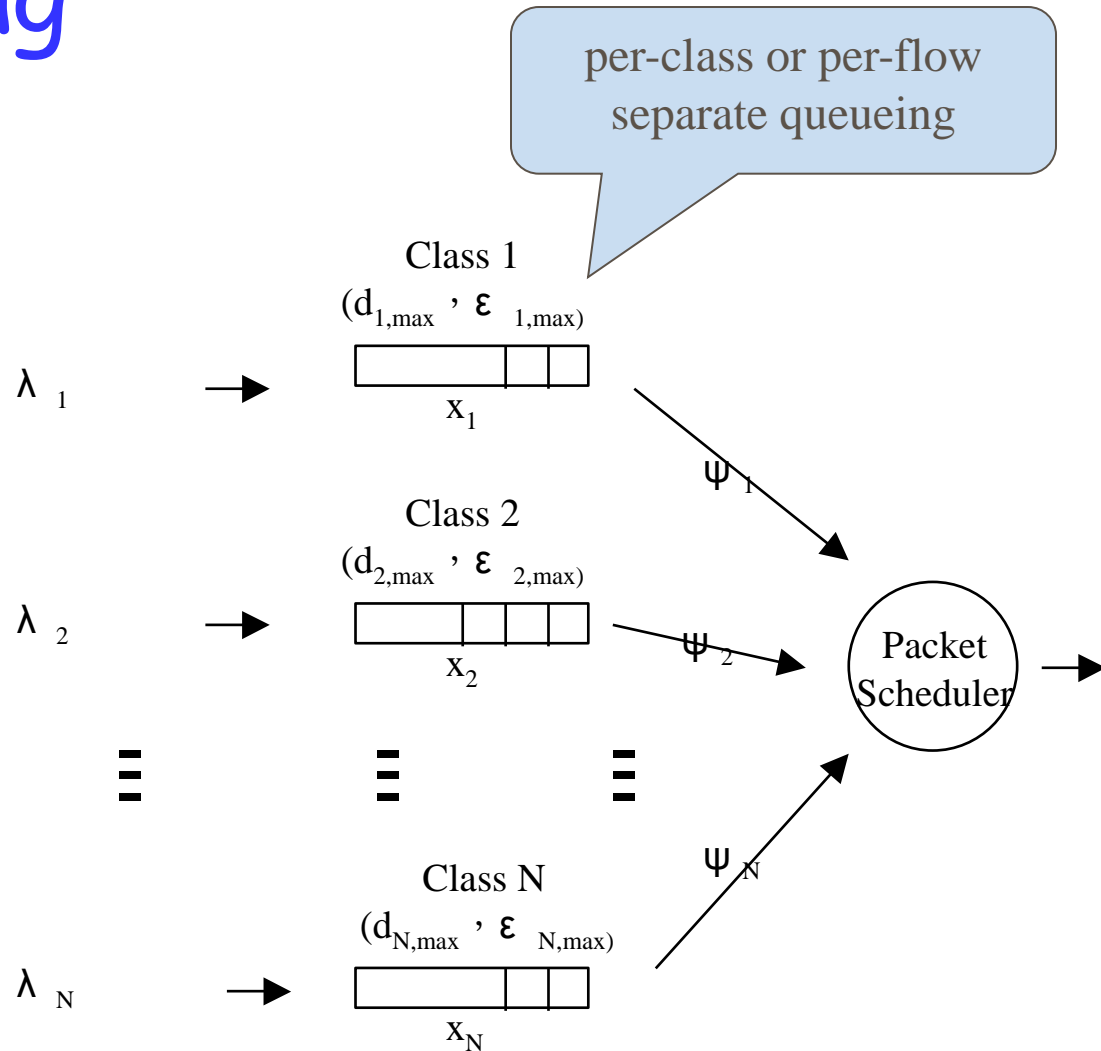 per-class or per-flow
separate queueing
Class 1
(d1,max , ε 1,max)
λ 1
x1
ψ 1
Class 2
(d2,max , ε 2,max)
λ 2
x2
ψ 2
Packet
Scheduler
ψ N
Class N
(dN,max , ε N,max)
λ N
xN